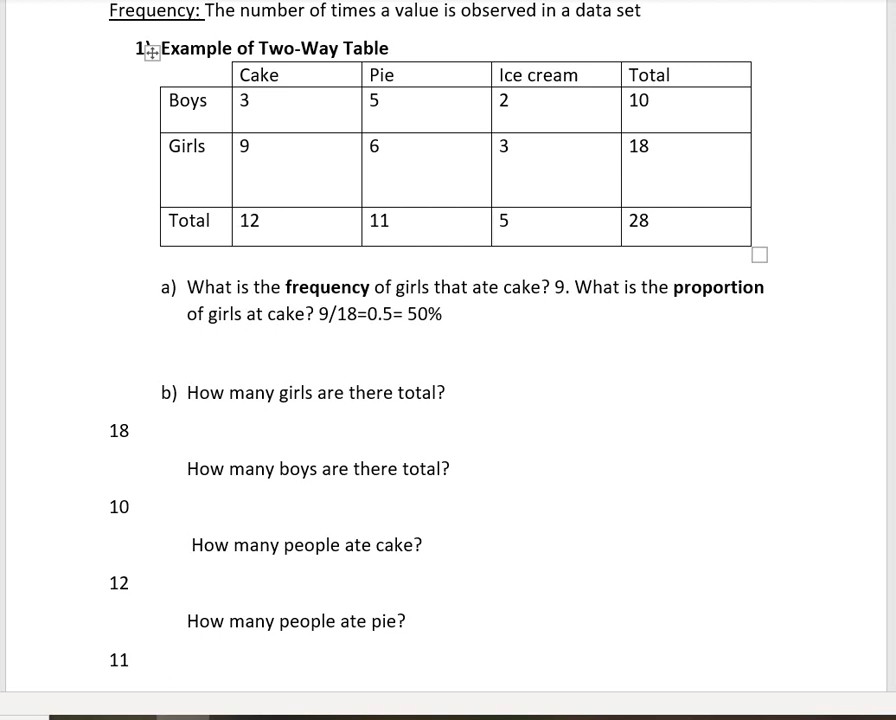 Frequency: The number of times a value is observed in a data set
1) Example of Two-Way Table
Cake Pie Ice cream Total
Boys 3 5 2 10
Girls 9 6 3 18
Total 12 11 5 28
a) What is the frequency of girls that ate cake? 9. What is the proportion
of girls at cake? 9/18=0.5= 50%
b) How many girls are there total?
18
How many boys are there total?
10
How many people ate cake?
12
How many people ate pie?
11